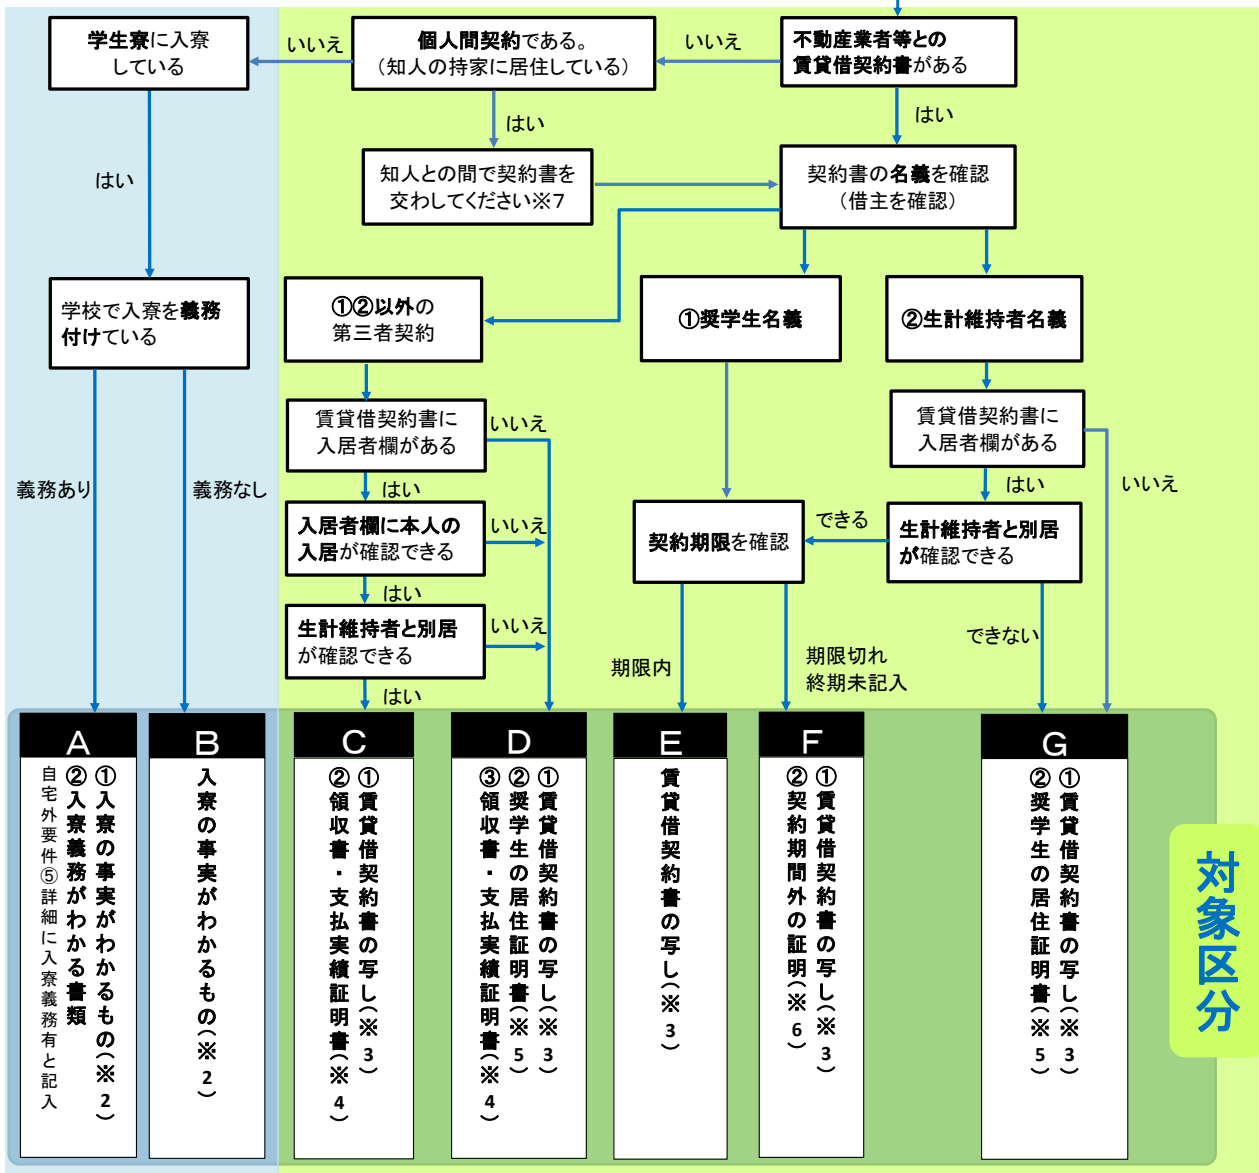 学生寮に入寮
している
いいえ
個人間契約である。
（知人の持家に居住している）
いいえ
不動産業者等との
賃貸借契約書がある
はい
はい
はい
知人との間で契約書を
交わしてください※７
契約書の名義を確認
（借主を確認）
学校で入寮を義務
付けている
①②以外の
第三者契約
①奨学生名義
②生計維持者名義
賃貸借契約書に
入居者欄がある
いいえ
賃貸借契約書に
入居者欄がある
義務あり
義務なし
はい
はい
いいえ
入居者欄に本人の
入居が確認できる
いいえ
契約期限を確認
できる
生計維持者と別居
が確認できる
はい
生計維持者と別居
が確認できる
いいえ
できない
期限内
期限切れ
終期未記入
はい
A
①入寮の事実がわかるもの（※2）
②入寮義務がわかる書類
自宅外要件⑤詳細に入寮義務有と記入
B
入寮の事実がわかるもの（※2）
C
①賃貸借契約書の写し（※3）
②領収書・支払実績証明書（※4）
D
①賃貸借契約書の写し（※3）
②奨学生の居住証明書（※5）
③領収書・支払実績証明書（※4）
E
賃貸借契約書の写し（※3）
F
①賃貸借契約書の写し（※3）
②契約期間外の証明（※6）
G
①賃貸借契約書の写し（※3）
②奨学生の居住証明書（※5）
対象区分